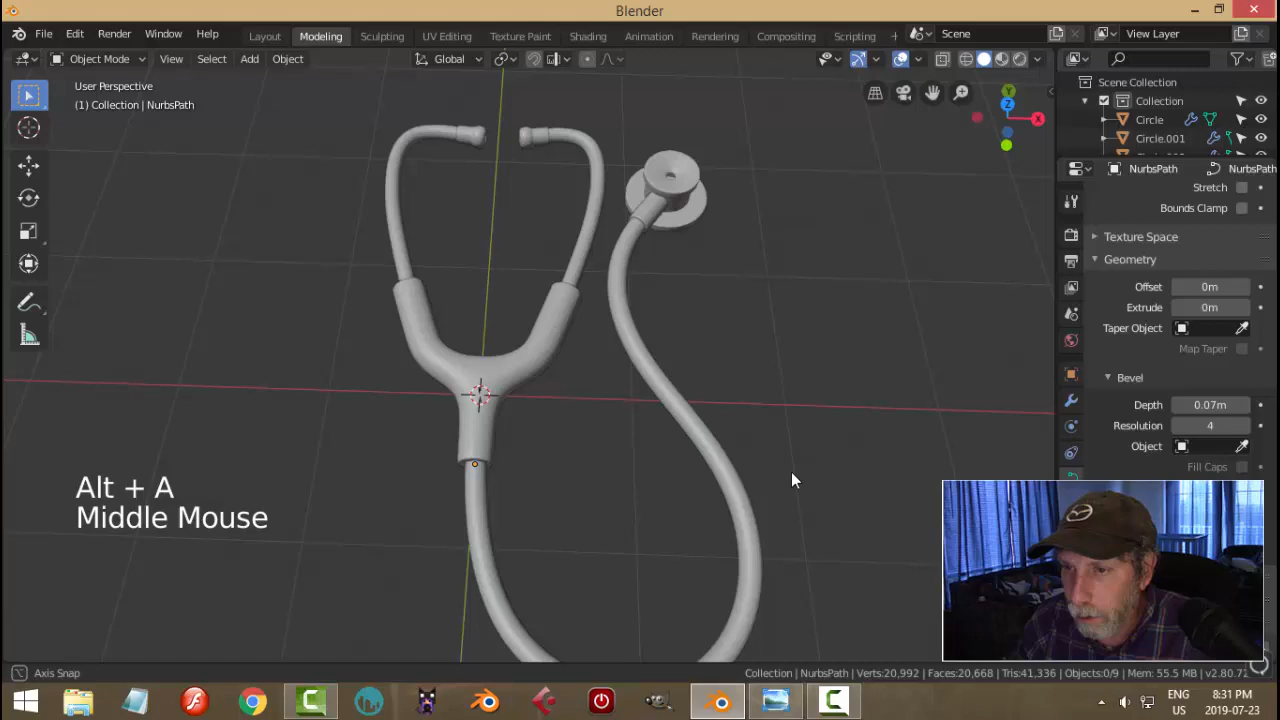 Blender
File Edit Render Window Help
Layout Modeling Sculpting UV Editing Texture Paint Shading Animation Rendering Compositing Scripting +
Scene
View Layer
Object Mode View Select Add Object
Global
User Perspective
(1) Collection | NurbsPath
Y
Z
X
Scene Collection
Collection
Circle
Circle.001
NurbsPath
NurbsPath
Stretch
Bounds Clamp
Texture Space
Geometry
Offset 0m
Extrude 0m
Taper Object
Map Taper
Bevel
Depth 0.07m
Resolution 4
Object
Fill Caps
Alt + A
Middle Mouse
Axis Snap
Collection | NurbsPath | Verts:20,992 | Faces:20,668 | Tris:41,336 | Objects:0/9 | Mem: 55.5 MB | v2.80.71
ENG
US
8:31 PM
2019-07-23